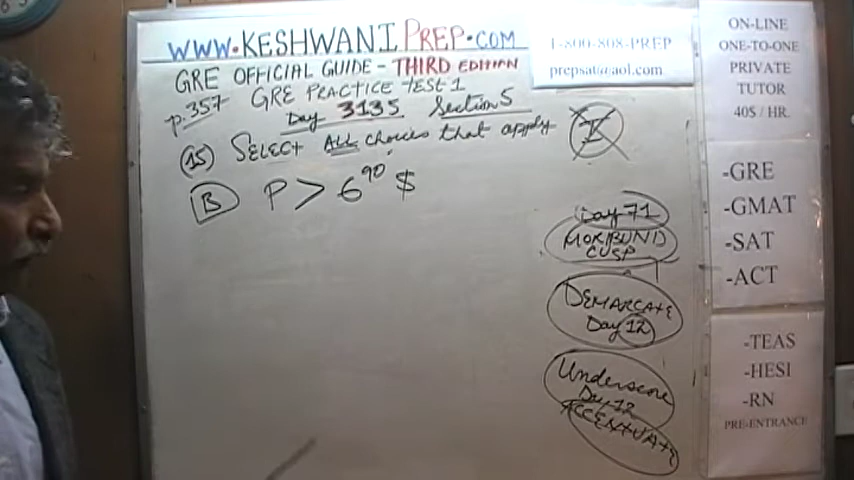 WWW.KESHWANIPREP.COM
1-800-808-PREP
prepsat@aol.com
GRE OFFICIAL GUIDE - THIRD EDITION
p.357 GRE PRACTICE TEST 1
Day 3135 Section 5
(15) SELECT ALL choices that apply
I
B P > 6 90 $
Day 71
MORIBUND
CUSP
DEMARCATE
Day 12
Underscore
Day 12
ACCENTUATE
ON-LINE
ONE-TO-ONE
PRIVATE
TUTOR
40$ / HR.
-GRE
-GMAT
-SAT
-ACT
-TEAS
-HESI
-RN
PRE-ENTRANCE